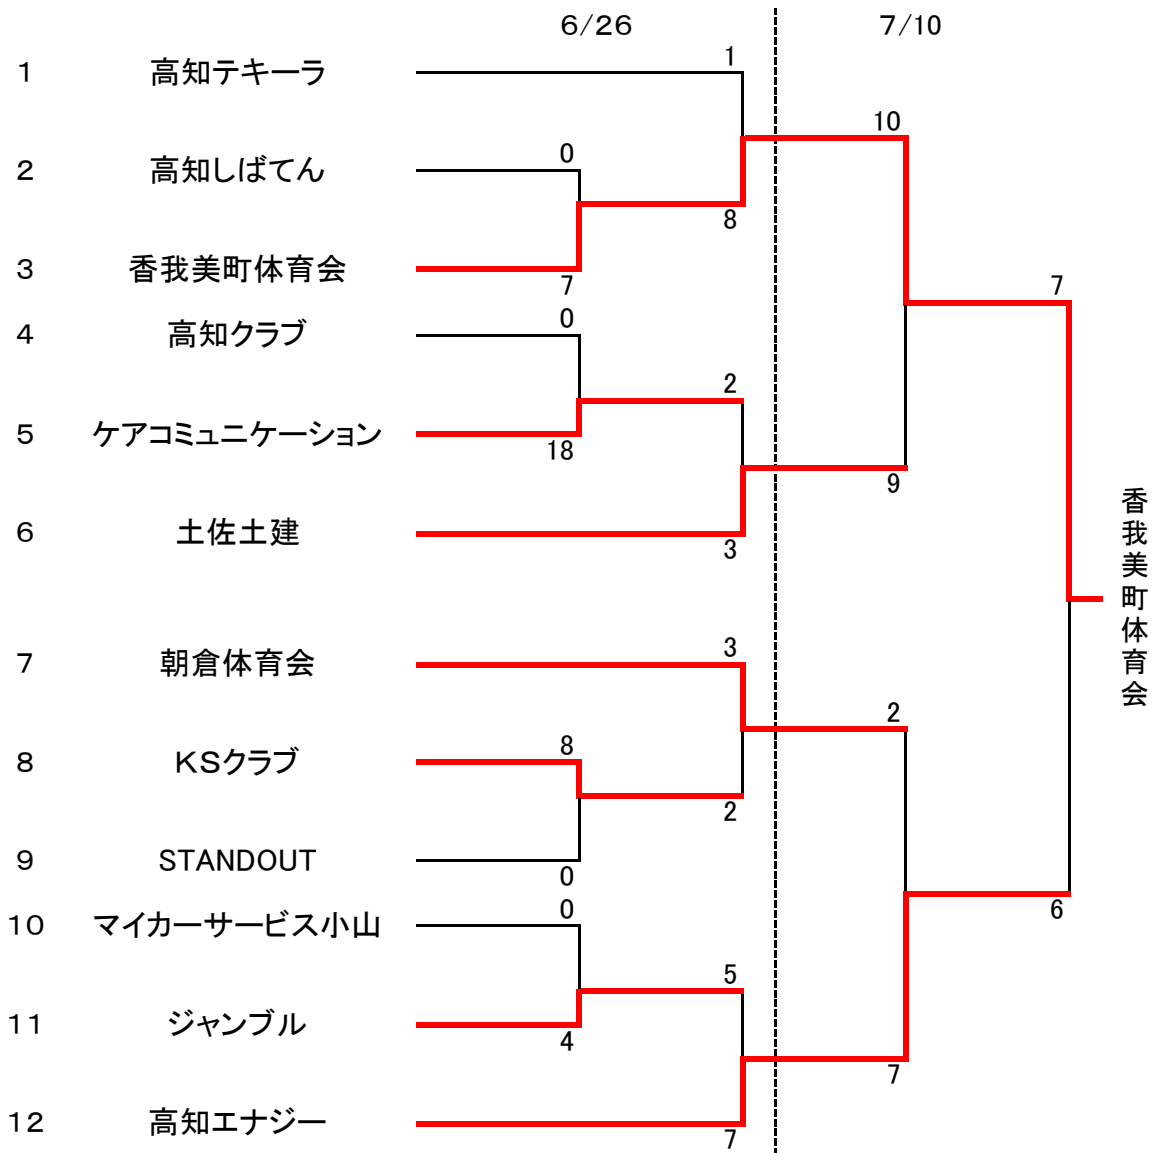 6/26
7/10
1
1 高知テキーラ
10
0
2 高知しばてん
8
3 香我美町体育会
7
7
0
4 高知クラブ
2
5 ケアコミュニケーション
18
9
香我美町体育会
6 土佐土建
3
3
7 朝倉体育会
2
8
8 KSクラブ
2
9 STANDOUT
0
0
6
10 マイカーサービス小山
5
11 ジャンブル
4
7
12 高知エナジー
7